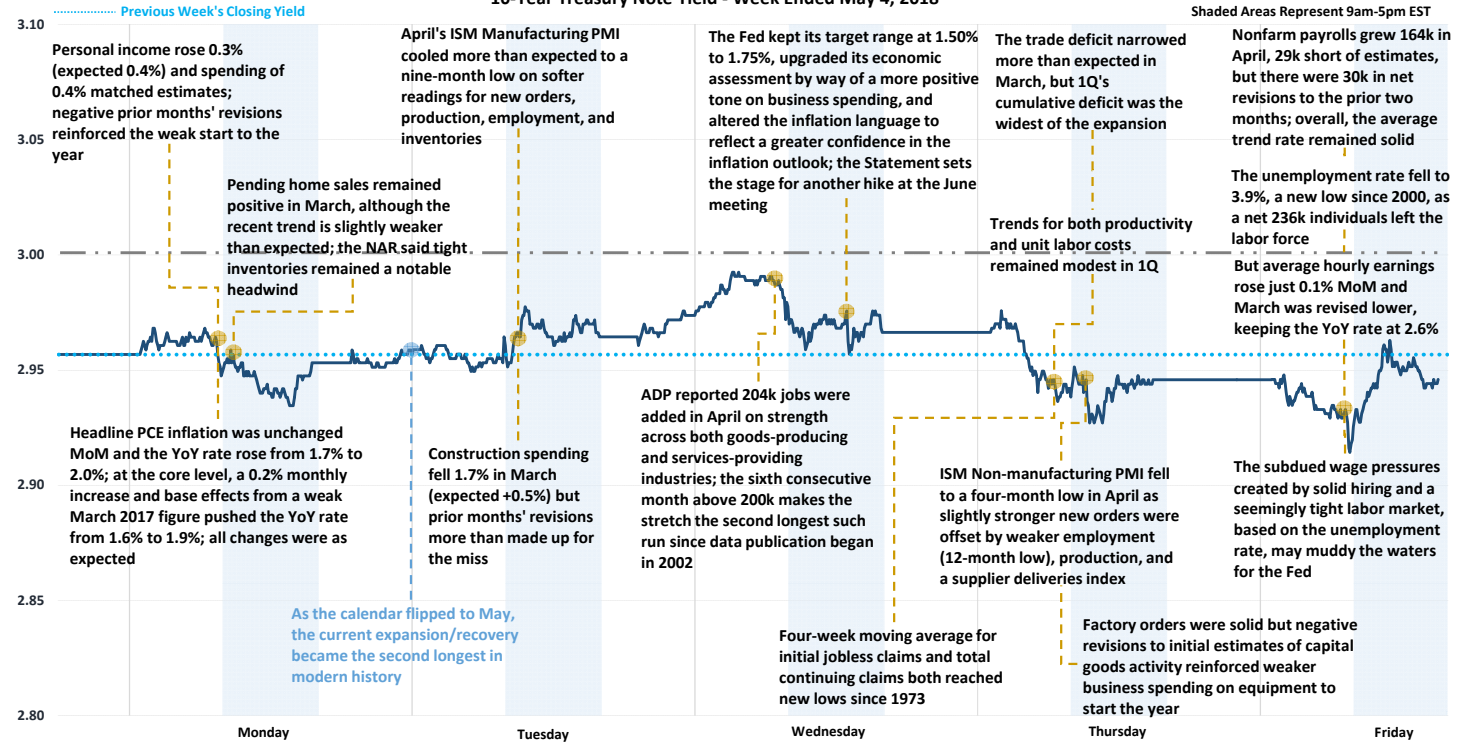 10-Year Treasury Note Yield - Week Ended May 4, 2018
Previous Week's Closing Yield
Shaded Areas Represent 9am-5pm EST
3.10
3.05
3.00
2.95
2.90
2.85
2.80
Personal income rose 0.3%
(expected 0.4%) and spending of
0.4% matched estimates;
negative prior months' revisions
reinforced the weak start to the
year
Pending home sales remained
positive in March, although the
recent trend is slightly weaker
than expected; the NAR said tight
inventories remained a notable
headwind
Headline PCE inflation was unchanged
MoM and the YoY rate rose from 1.7% to
2.0%; at the core level, a 0.2% monthly
increase and base effects from a weak
March 2017 figure pushed the YoY rate
from 1.6% to 1.9%; all changes were as
expected
As the calendar flipped to May,
the current expansion/recovery
became the second longest in
modern history
April's ISM Manufacturing PMI
cooled more than expected to a
nine-month low on softer
readings for new orders,
production, employment, and
inventories
Construction spending
fell 1.7% in March
(expected +0.5%) but
prior months' revisions
more than made up for
the miss
The Fed kept its target range at 1.50%
to 1.75%, upgraded its economic
assessment by way of a more positive
tone on business spending, and
altered the inflation language to
reflect a greater confidence in the
inflation outlook; the Statement sets
the stage for another hike at the June
meeting
ADP reported 204k jobs were
added in April on strength
across both goods-producing
and services-providing
industries; the sixth consecutive
month above 200k makes the
stretch the second longest such
run since data publication began
in 2002
The trade deficit narrowed
more than expected in
March, but 1Q's
cumulative deficit was the
widest of the expansion
Trends for both productivity
and unit labor costs
remained modest in 1Q
ISM Non-manufacturing PMI fell
to a four-month low in April as
slightly stronger new orders were
offset by weaker employment
(12-month low), production, and
a supplier deliveries index
Four-week moving average for
initial jobless claims and total
continuing claims both reached
new lows since 1973
Factory orders were solid but negative
revisions to initial estimates of capital
goods activity reinforced weaker
business spending on equipment to
start the year
Nonfarm payrolls grew 164k in
April, 29k short of estimates,
but there were 30k in net
revisions to the prior two
months; overall, the average
trend rate remained solid
The unemployment rate fell to
3.9%, a new low since 2000, as
a net 236k individuals left the
labor force
But average hourly earnings
rose just 0.1% MoM and
March was revised lower,
keeping the YoY rate at 2.6%
The subdued wage pressures
created by solid hiring and a
seemingly tight labor market,
based on the unemployment
rate, may muddy the waters
for the Fed
Monday
Tuesday
Wednesday
Thursday
Friday